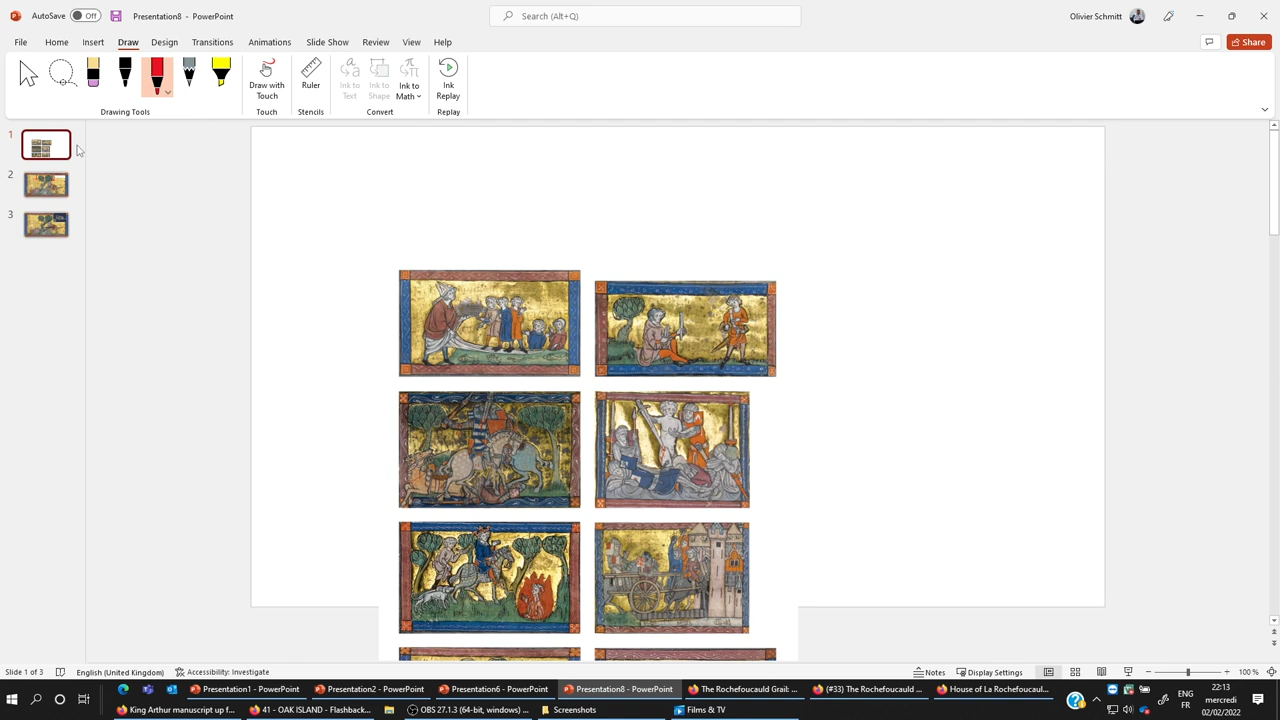 AutoSave Off Presentation8 - PowerPoint Search (Alt+Q) Olivier Schmitt
File Home Insert Draw Design Transitions Animations Slide Show Review View Help Share
Draw with Touch Ruler Ink to Text Ink to Shape Ink to Math Ink Replay
Drawing Tools Touch Stencils Convert Replay
1
2
3
Slide 1 of 3 English (United Kingdom) Accessibility: Investigate Notes Display Settings 100 %
Presentation1 - PowerPoint Presentation2 - PowerPoint Presentation6 - PowerPoint Presentation8 - PowerPoint The Rochefoucauld Grail: ... (#33) The Rochefoucauld ... House of La Rochefoucaul...
King Arthur manuscript up f... 41 - OAK ISLAND - Flashback... OBS 27.1.3 (64-bit, windows) ... Screenshots Films & TV
ENG
FR
22:13
mercredi
02/02/2022